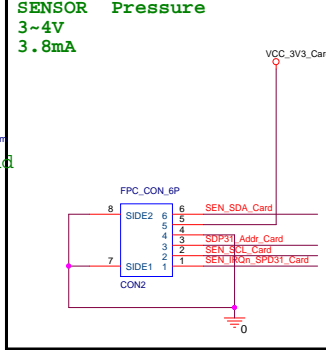 SENSOR Pressure
3~4V
3.8mA
VCC_3V3_Car
FPC_CON_6P
8 SIDE2 6 6 SEN_SDA_Card
5 5
4 4
3 3 SDP31_Addr_Card
2 2 SEN_SCL_Card
7 SIDE1 1 1 SEN_IRQn_SPD31_Card
CON2
0